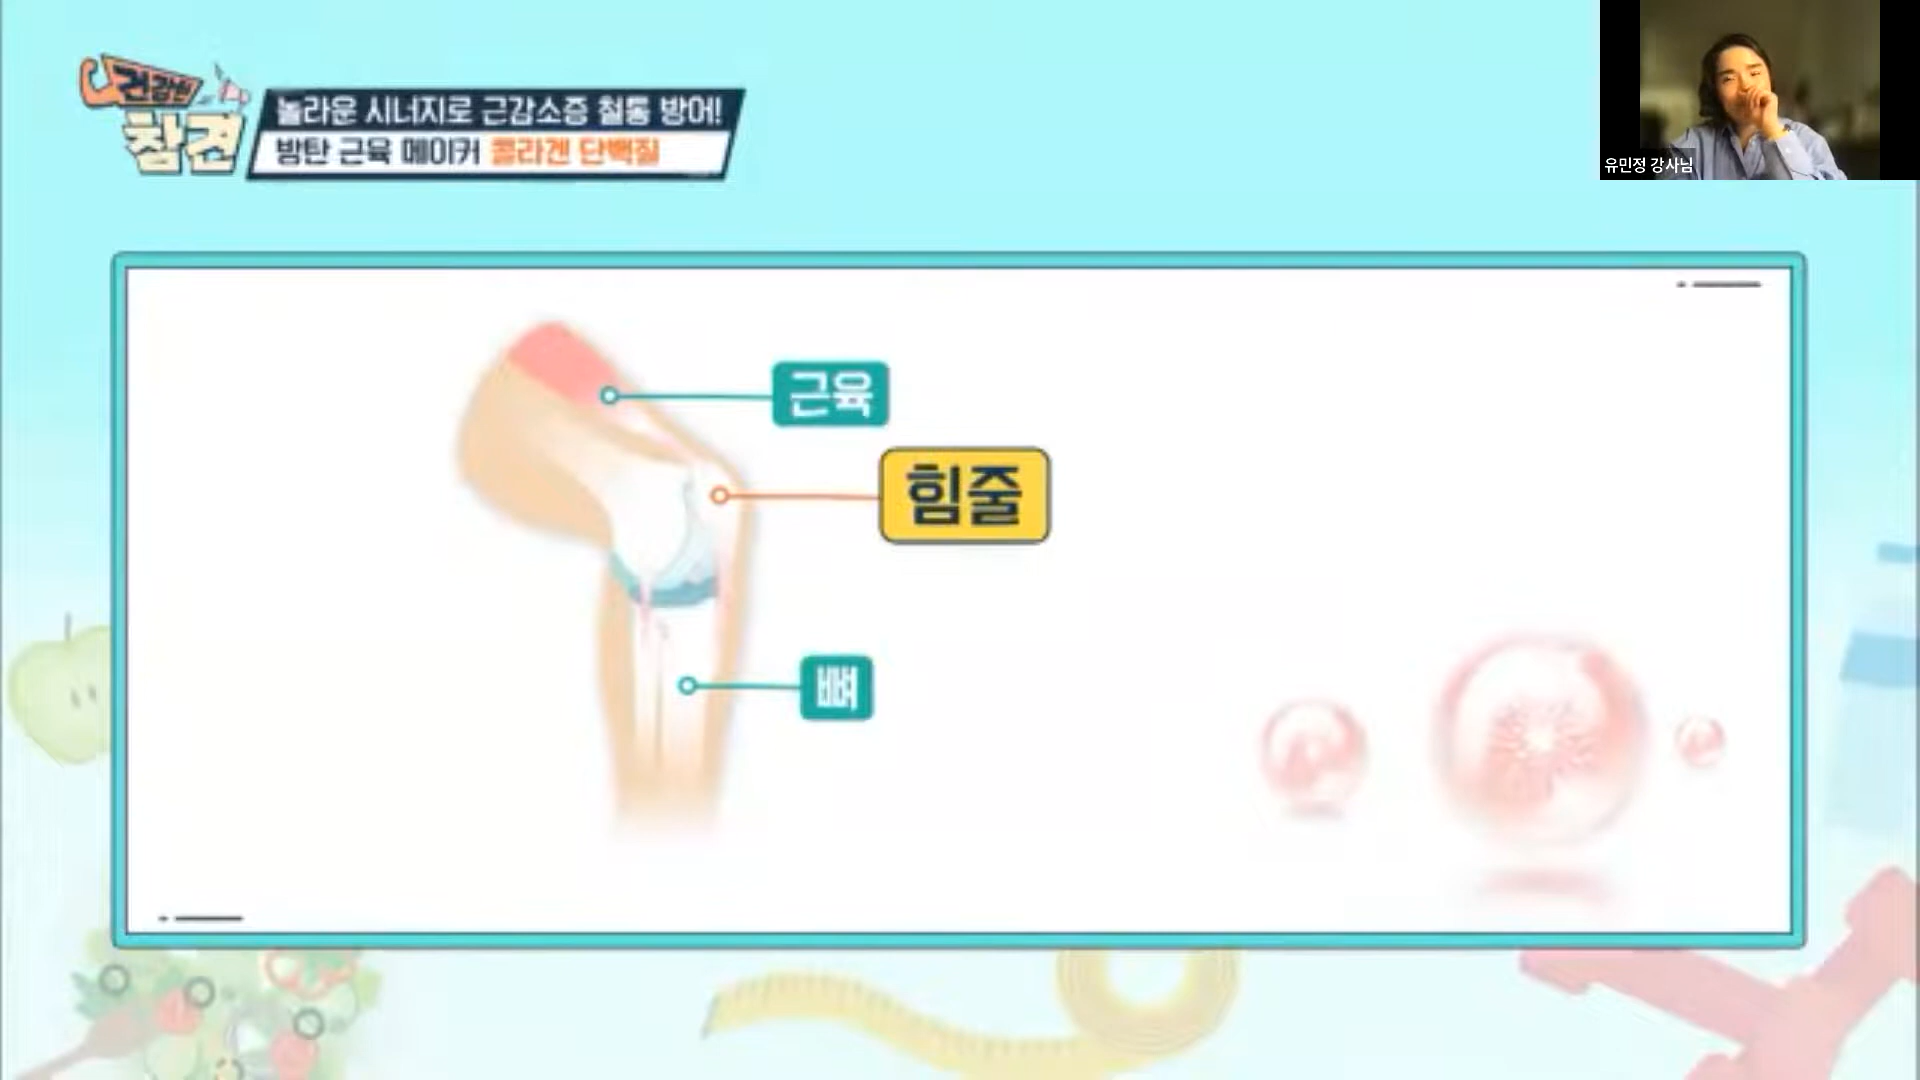 건강한
참견
놀라운 시너지로 근감소증 철통 방어!
방탄 근육 메이커 콜라겐 단백질
유민정 강사님
근육
힘줄
뼈